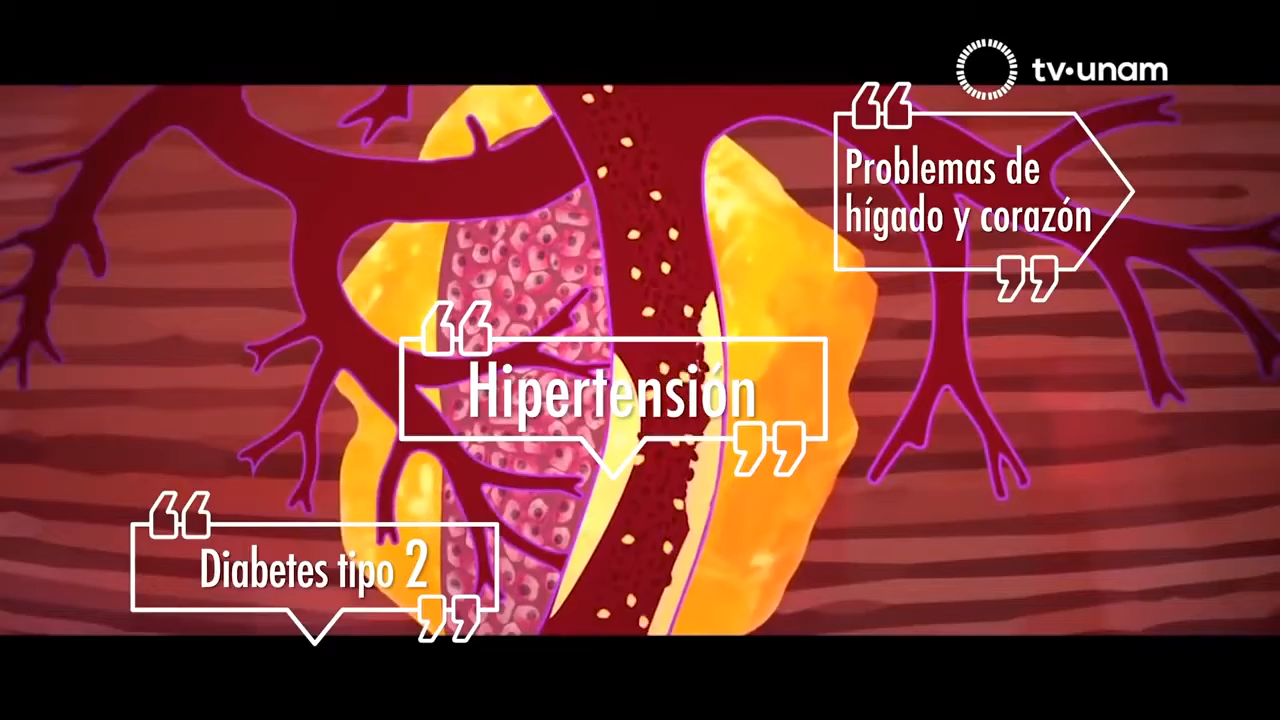 tv·unam
Problemas de
hígado y corazón
Hipertensión
Diabetes tipo 2